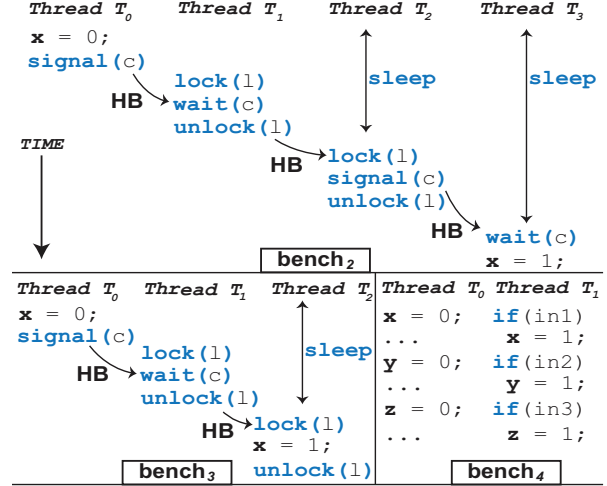 Thread T0 Thread T1 Thread T2 Thread T3
x = 0;
signal(c)
HB
lock(l)
wait(c)
unlock(l)
sleep
sleep
TIME
HB
lock(l)
signal(c)
unlock(l)
HB
wait(c)
x = 1;
bench2
Thread T0 Thread T1 Thread T2
x = 0;
signal(c)
HB
lock(l)
wait(c)
unlock(l)
sleep
HB
lock(l)
x = 1;
unlock(l)
bench3
Thread T0 Thread T1
x = 0; if(in1)
... x = 1;
y = 0; if(in2)
... y = 1;
z = 0; if(in3)
... z = 1;
bench4